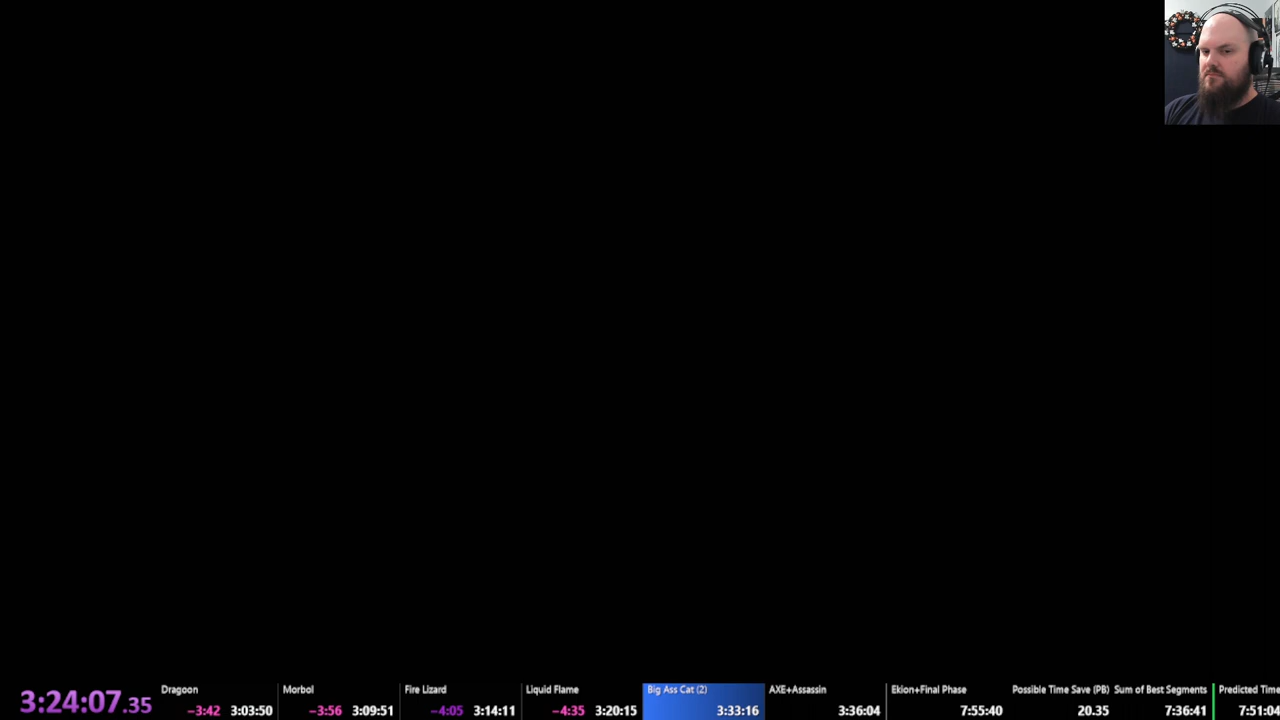 3:24:07.35
Dragoon
−3:42 3:03:50
Morbol
−3:56 3:09:51
Fire Lizard
−4:05 3:14:11
Liquid Flame
−4:35 3:20:15
Big Ass Cat (2)
3:33:16
AXE+Assassin
3:36:04
Ekion+Final Phase
7:55:40
Possible Time Save (PB)
20.35
Sum of Best Segments
7:36:41
Predicted Time
7:51:04